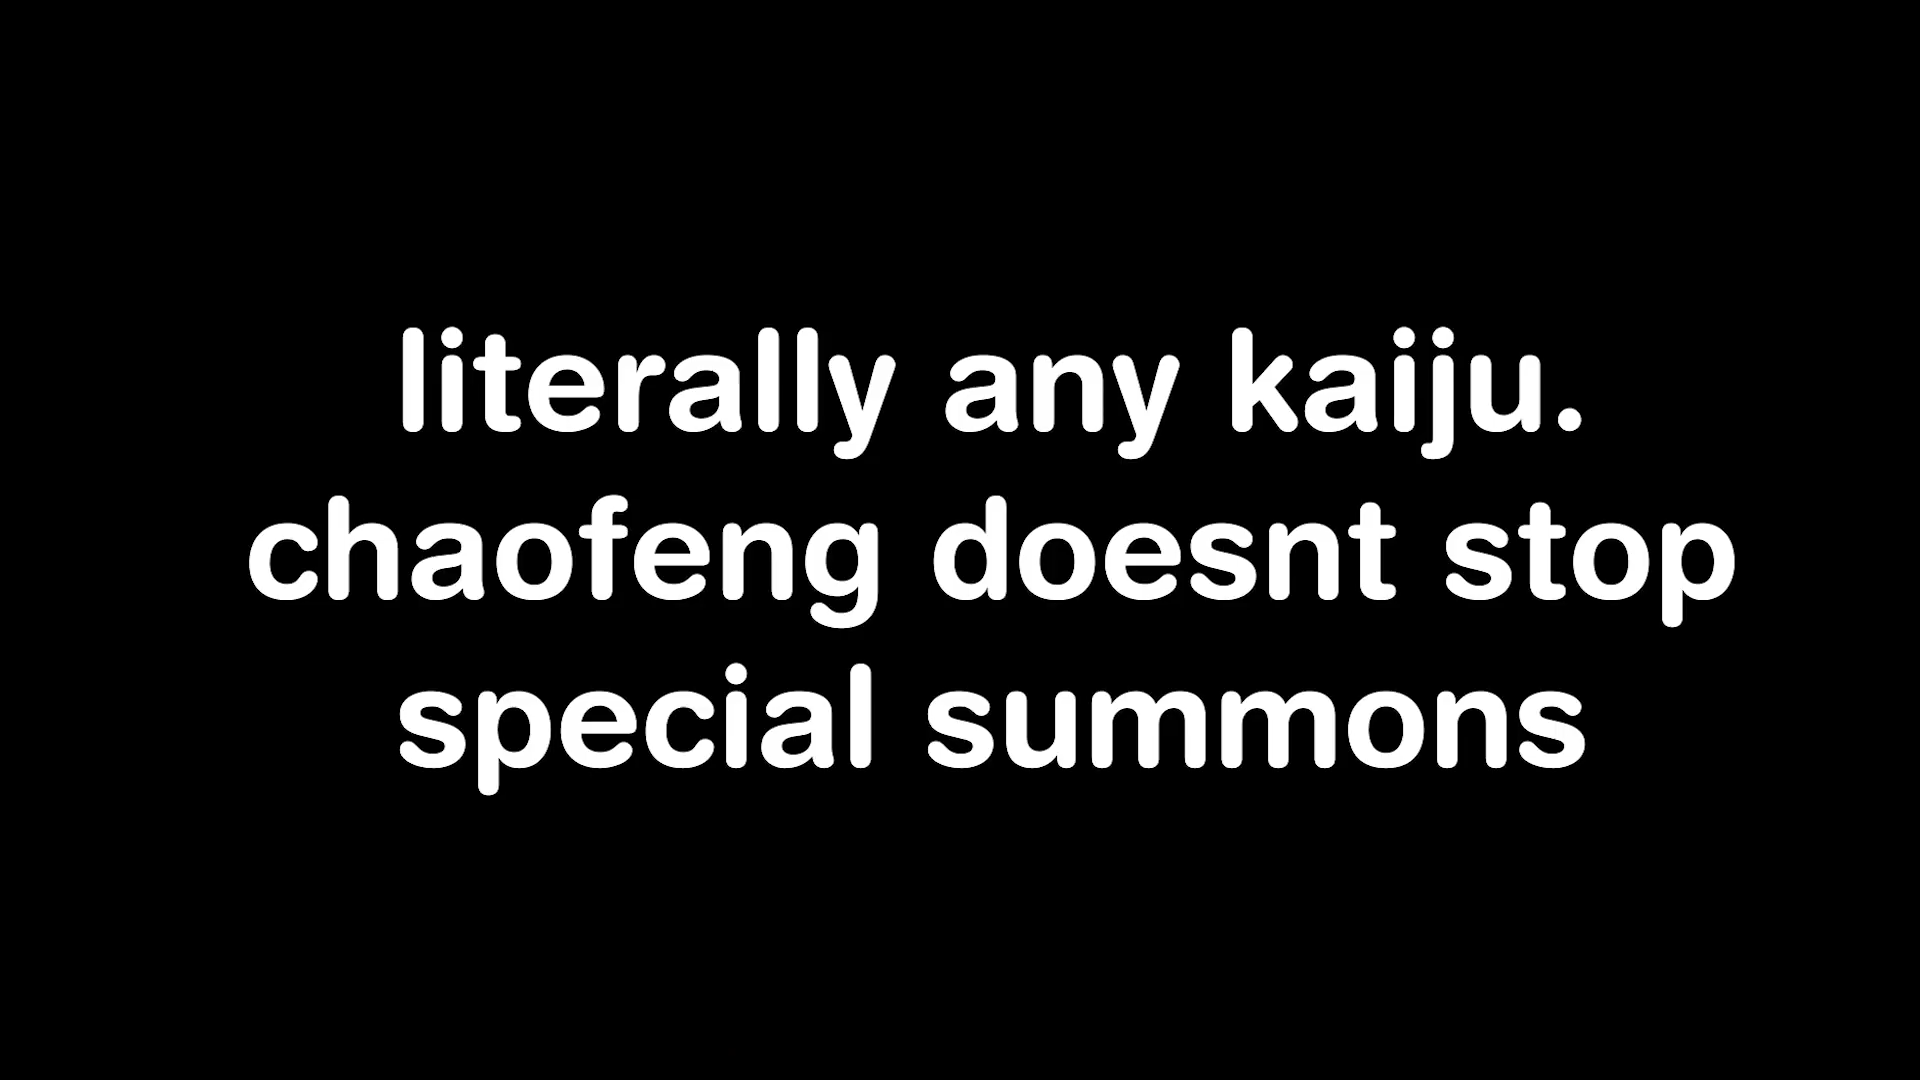 literally any kaiju.
chaofeng doesnt stop
special summons